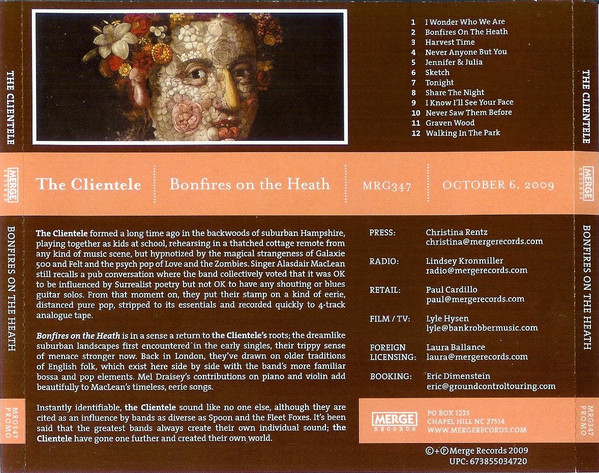 THE CLIENTELE
MERGE
RECORDS
BONFIRES ON THE HEATH
MRG347
PROMO
1 I Wonder Who We Are
2 Bonfires On The Heath
3 Harvest Time
4 Never Anyone But You
5 Jennifer & Julia
6 Sketch
7 Tonight
8 Share The Night
9 I Know I'll See Your Face
10 Never Saw Them Before
11 Graven Wood
12 Walking In The Park
The Clientele
Bonfires on the Heath
MRG347
OCTOBER 6, 2009
The Clientele formed a long time ago in the backwoods of suburban Hampshire,
playing together as kids at school, rehearsing in a thatched cottage remote from
any kind of music scene, but hypnotized by the magical strangeness of Galaxie
500 and Felt and the psych pop of Love and the Zombies. Singer Alasdair MacLean
still recalls a pub conversation where the band collectively voted that it was OK
to be influenced by Surrealist poetry but not OK to have any shouting or blues
guitar solos. From that moment on, they put their stamp on a kind of eerie,
distanced pure pop, stripped to its essentials and recorded quickly to 4-track
analogue tape.
Bonfires on the Heath is in a sense a return to the Clientele's roots; the dreamlike
suburban landscapes first encountered in the early singles, their trippy sense
of menace stronger now. Back in London, they've drawn on older traditions
of English folk, which exist here side by side with the band's more familiar
bossa and pop elements. Mel Draisey's contributions on piano and violin add
beautifully to MacLean's timeless, eerie songs.
Instantly identifiable, the Clientele sound like no one else, although they are
cited as an influence by bands as diverse as Spoon and the Fleet Foxes. It's been
said that the greatest bands always create their own individual sound; the
Clientele have gone one further and created their own world.
PRESS: Christina Rentz
christina@mergerecords.com
RADIO: Lindsey Kronmiller
radio@mergerecords.com
RETAIL: Paul Cardillo
paul@mergerecords.com
FILM / TV: Lyle Hysen
lyle@bankrobbermusic.com
FOREIGN Laura Ballance
LICENSING: laura@mergerecords.com
BOOKING: Eric Dimenstein
eric@groundcontroltouring.com
MERGE
RECORDS
PO BOX 1235
CHAPEL HILL NC 27514
WWW.MERGERECORDS.COM
©+℗Merge Records 2009
UPC: 673855034720
THE CLIENTELE
MERGE
RECORDS
BONFIRES ON THE HEATH
MRG347
PROMO